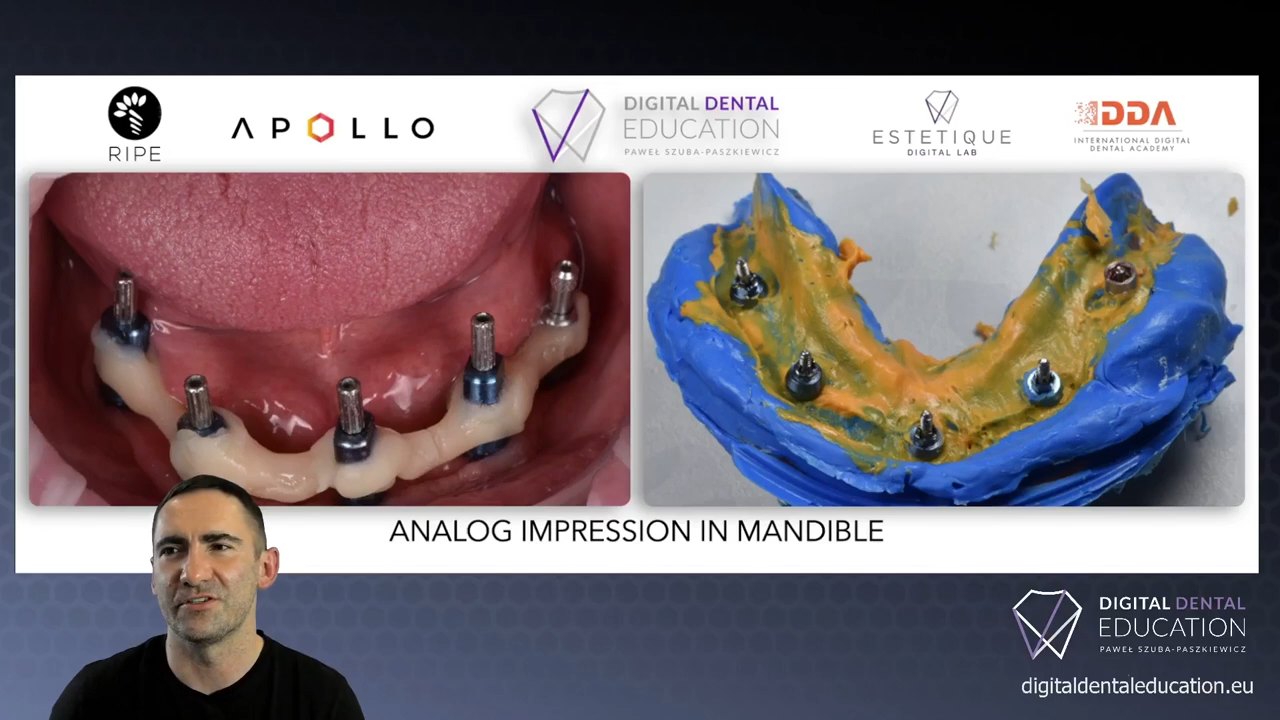 RIPE
APOLLO
DIGITAL DENTAL
EDUCATION
PAWEŁ SZUBA-PASZKIEWICZ
ESTETIQUE
DIGITAL LAB
IDDA
INTERNATIONAL DIGITAL
DENTAL ACADEMY
ANALOG IMPRESSION IN MANDIBLE
DIGITAL DENTAL
EDUCATION
PAWEŁ SZUBA-PASZKIEWICZ
digitaldentaleducation.eu